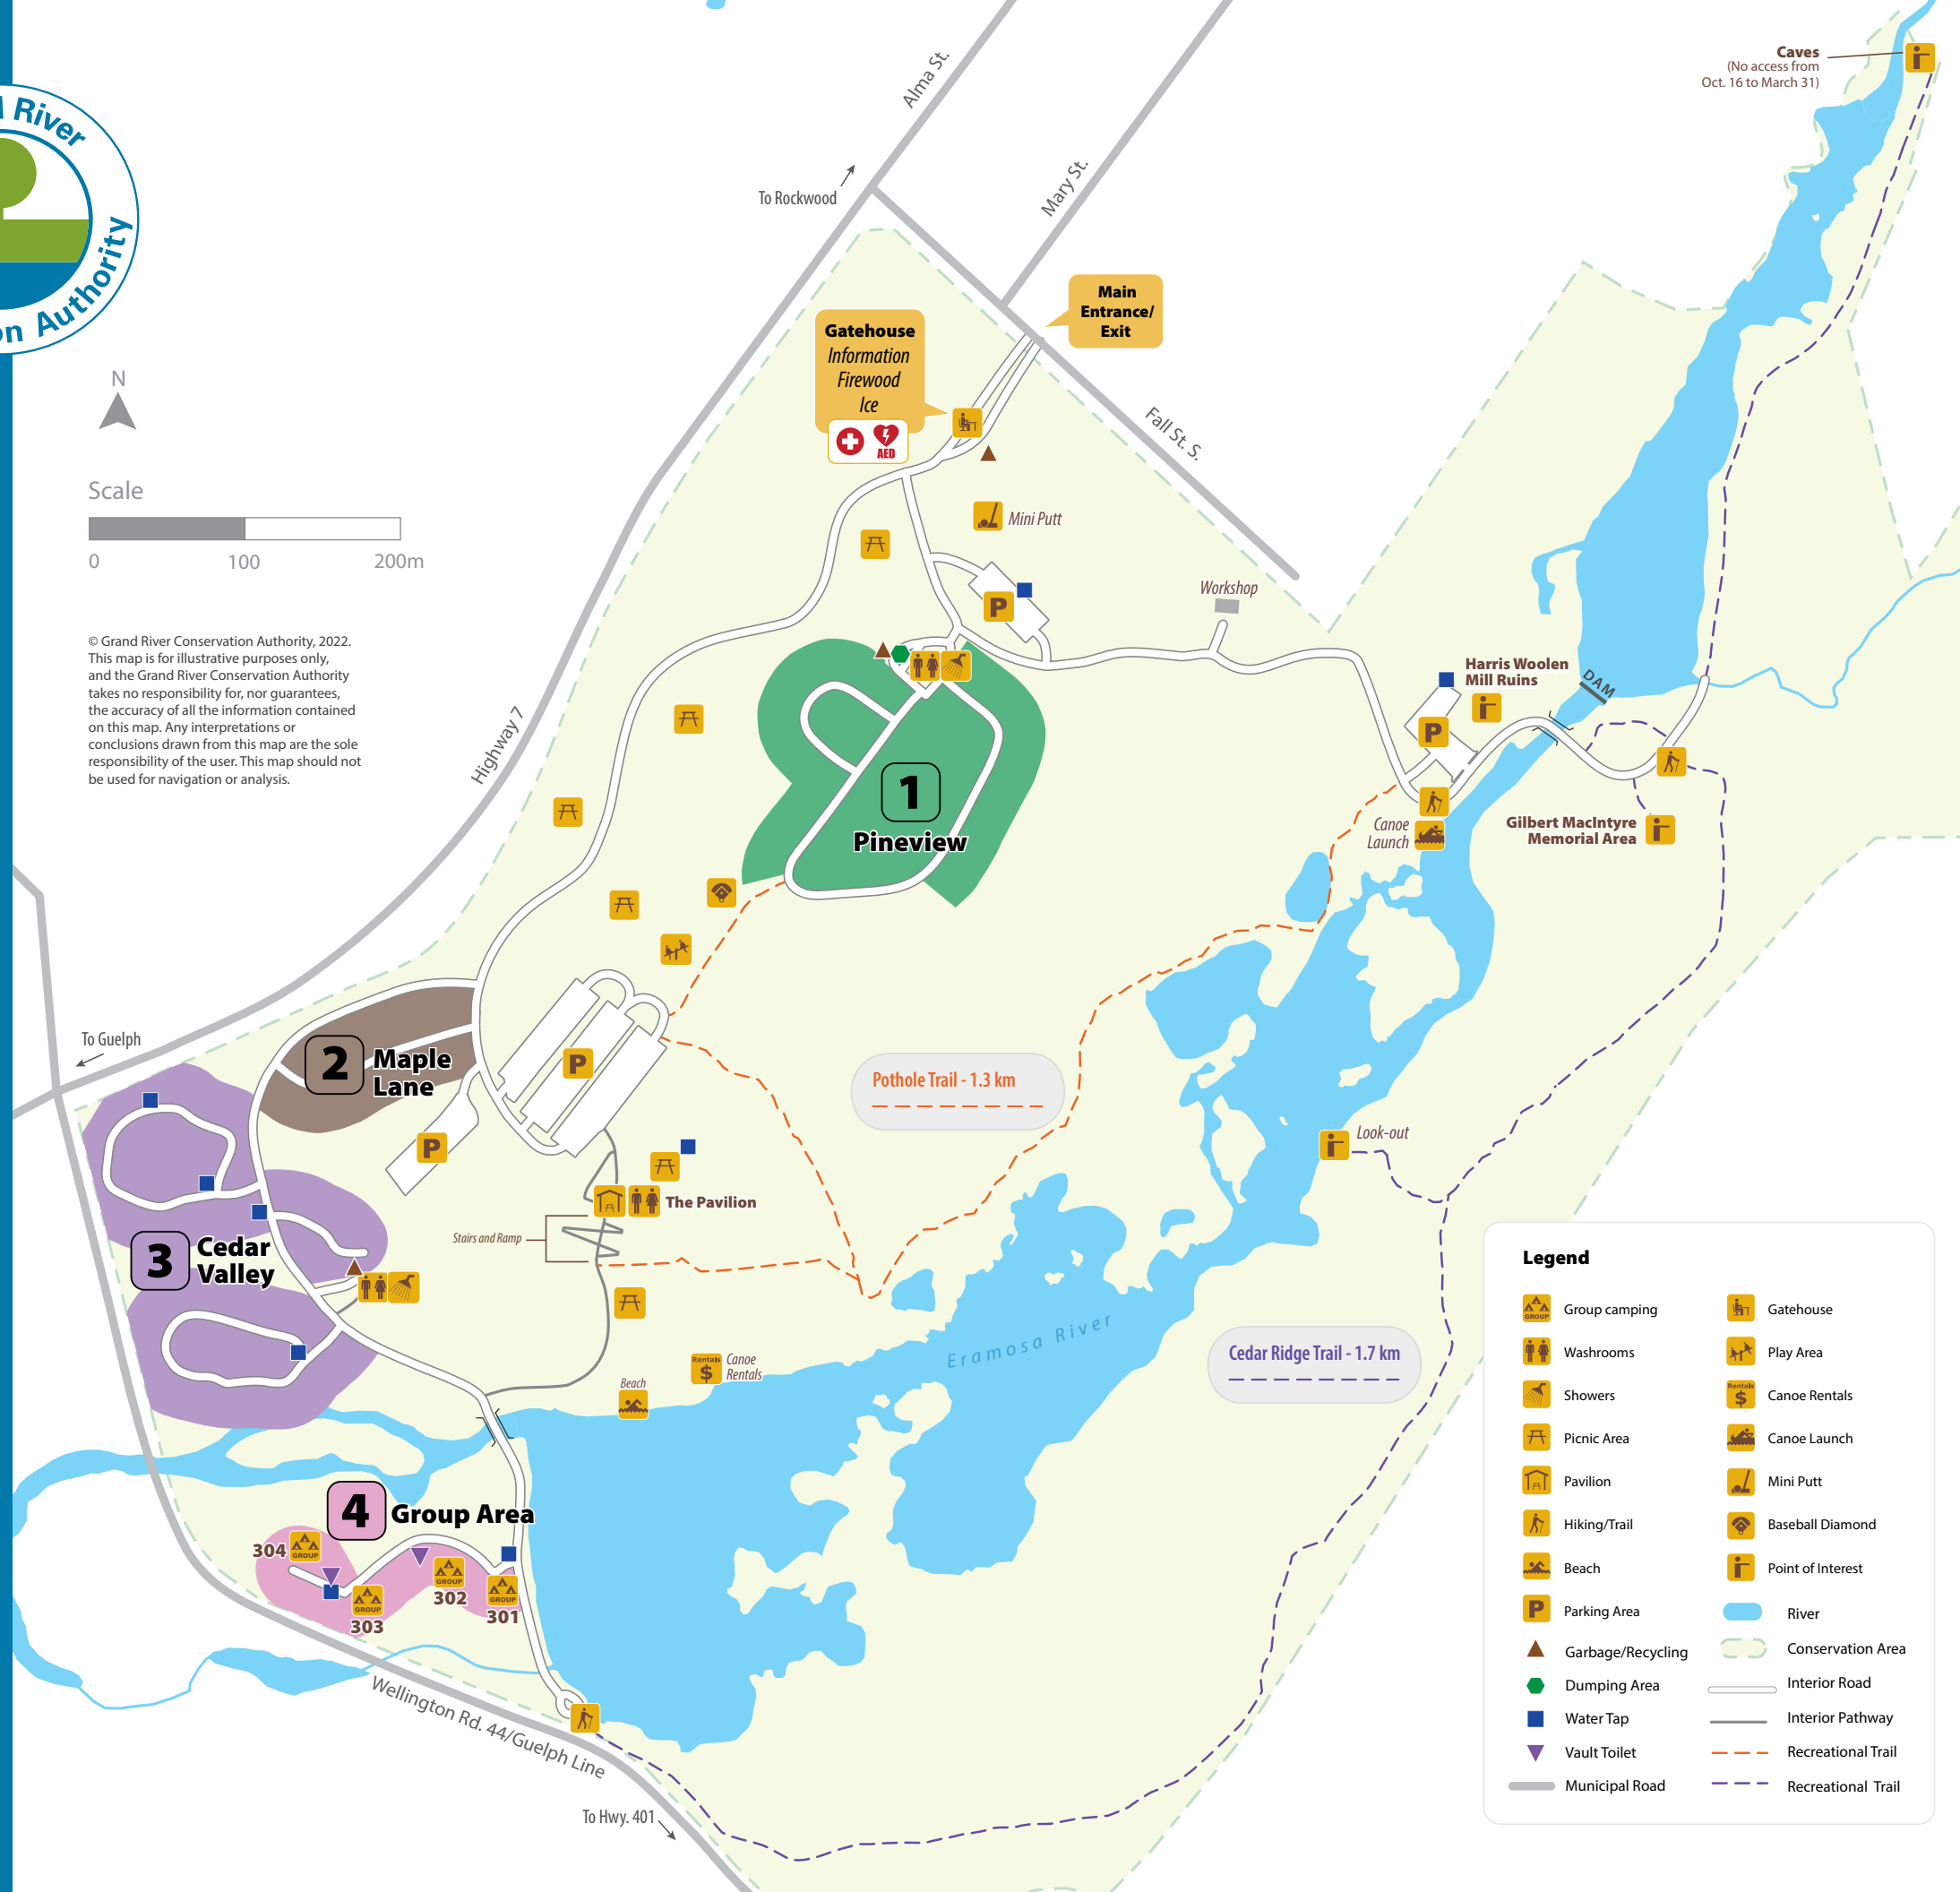 d River
on Authority
Alma St.
Mary St.
To Rockwood
Caves
(No access from
Oct. 16 to March 31)
Main
Entrance/
Exit
Gatehouse
Information
Firewood
Ice
AED
Fall St. S.
N
Scale
0 100 200m
Mini Putt
P
Workshop
© Grand River Conservation Authority, 2022.
This map is for illustrative purposes only,
and the Grand River Conservation Authority
takes no responsibility for, nor guarantees,
the accuracy of all the information contained
on this map. Any interpretations or
conclusions drawn from this map are the sole
responsibility of the user. This map should not
be used for navigation or analysis.
Highway 7
Harris Woolen
Mill Ruins
DAM
P
1
Pineview
Canoe
Launch
Gilbert MacIntyre
Memorial Area
To Guelph
2
Maple
Lane
P
P
Pothole Trail - 1.3 km
Look-out
The Pavilion
Stairs and Ramp
3
Cedar
Valley
Eramosa River
Cedar Ridge Trail - 1.7 km
Rentals
$
Canoe
Rentals
Beach
4
Group Area
304
GROUP
GROUP
303
GROUP
302
GROUP
301
Wellington Rd. 44/Guelph Line
To Hwy. 401
Legend
GROUP
Group camping
Washrooms
Showers
Picnic Area
Pavilion
Hiking/Trail
Beach
P
Parking Area
Garbage/Recycling
Dumping Area
Water Tap
Vault Toilet
Municipal Road
Gatehouse
Play Area
Rentals
$
Canoe Rentals
Canoe Launch
Mini Putt
Baseball Diamond
Point of Interest
River
Conservation Area
Interior Road
Interior Pathway
Recreational Trail
Recreational Trail